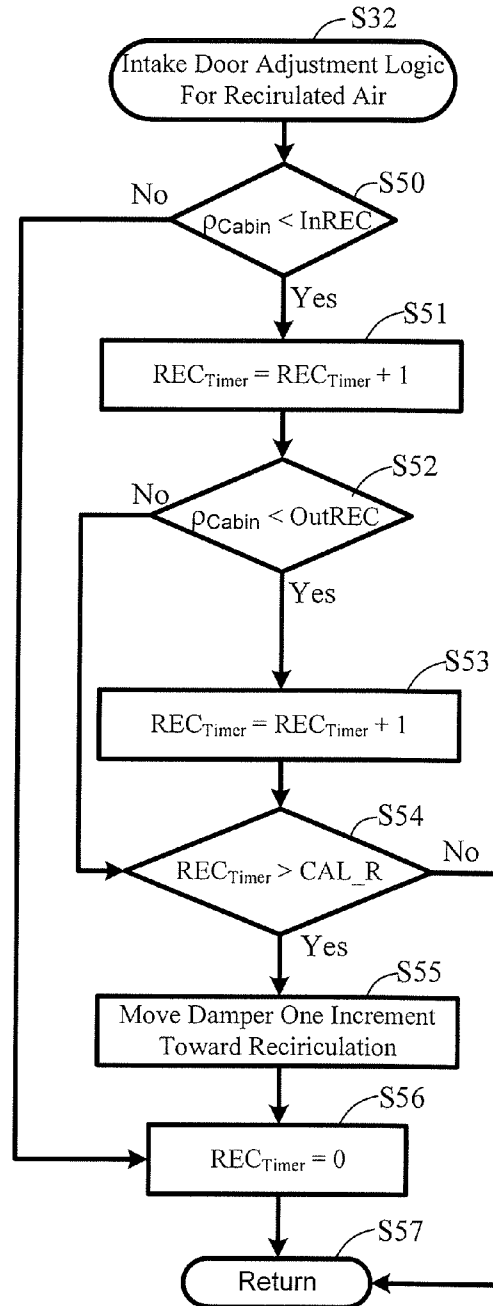 S32
Intake Door Adjustment Logic
For Recirulated Air
S50
No
ρCabin < InREC
Yes
S51
RECTimer = RECTimer + 1
S52
No
ρCabin < OutREC
Yes
S53
RECTimer = RECTimer + 1
S54
RECTimer > CAL_R
No
Yes
S55
Move Damper One Increment
Toward Reciriculation
S56
RECTimer = 0
S57
Return